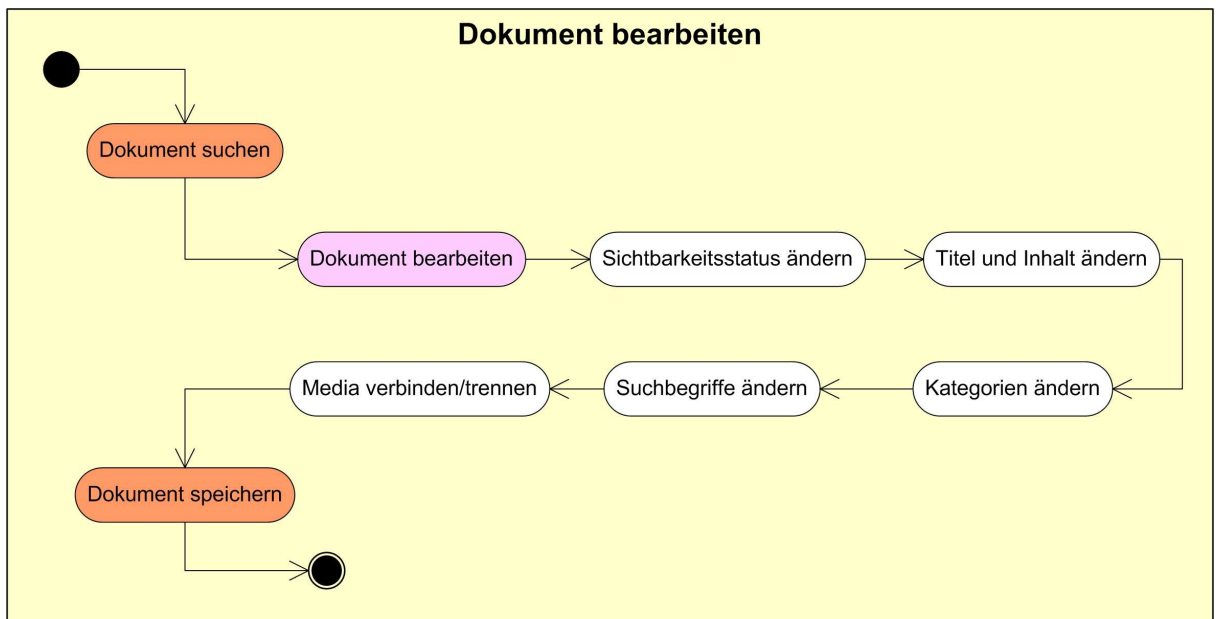 Dokument bearbeiten
Dokument suchen
Dokument bearbeiten
Sichtbarkeitsstatus ändern
Titel und Inhalt ändern
Kategorien ändern
Suchbegriffe ändern
Media verbinden/trennen
Dokument speichern